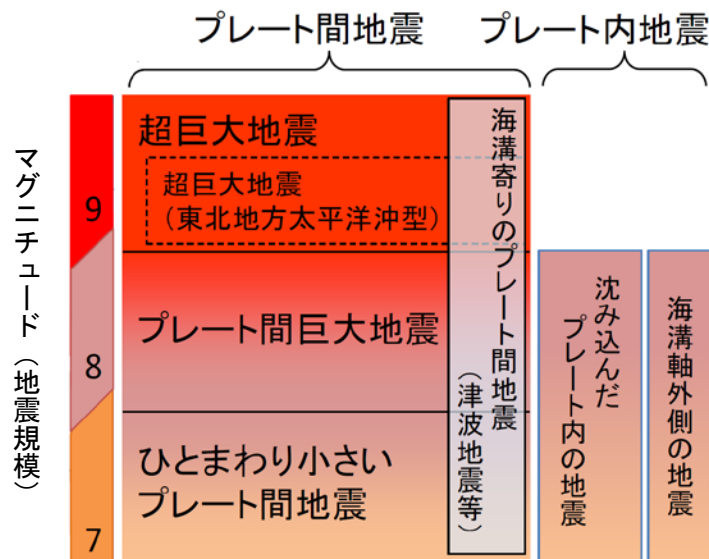 プレート間地震
プレート内地震
マグニチュード（地震規模）
9
8
7
超巨大地震
超巨大地震
（東北地方太平洋沖型）
プレート間巨大地震
ひとまわり小さい
プレート間地震
海溝寄りのプレート間地震
（津波地震等）
沈み込んだ
プレート内の地震
海溝軸外側の地震